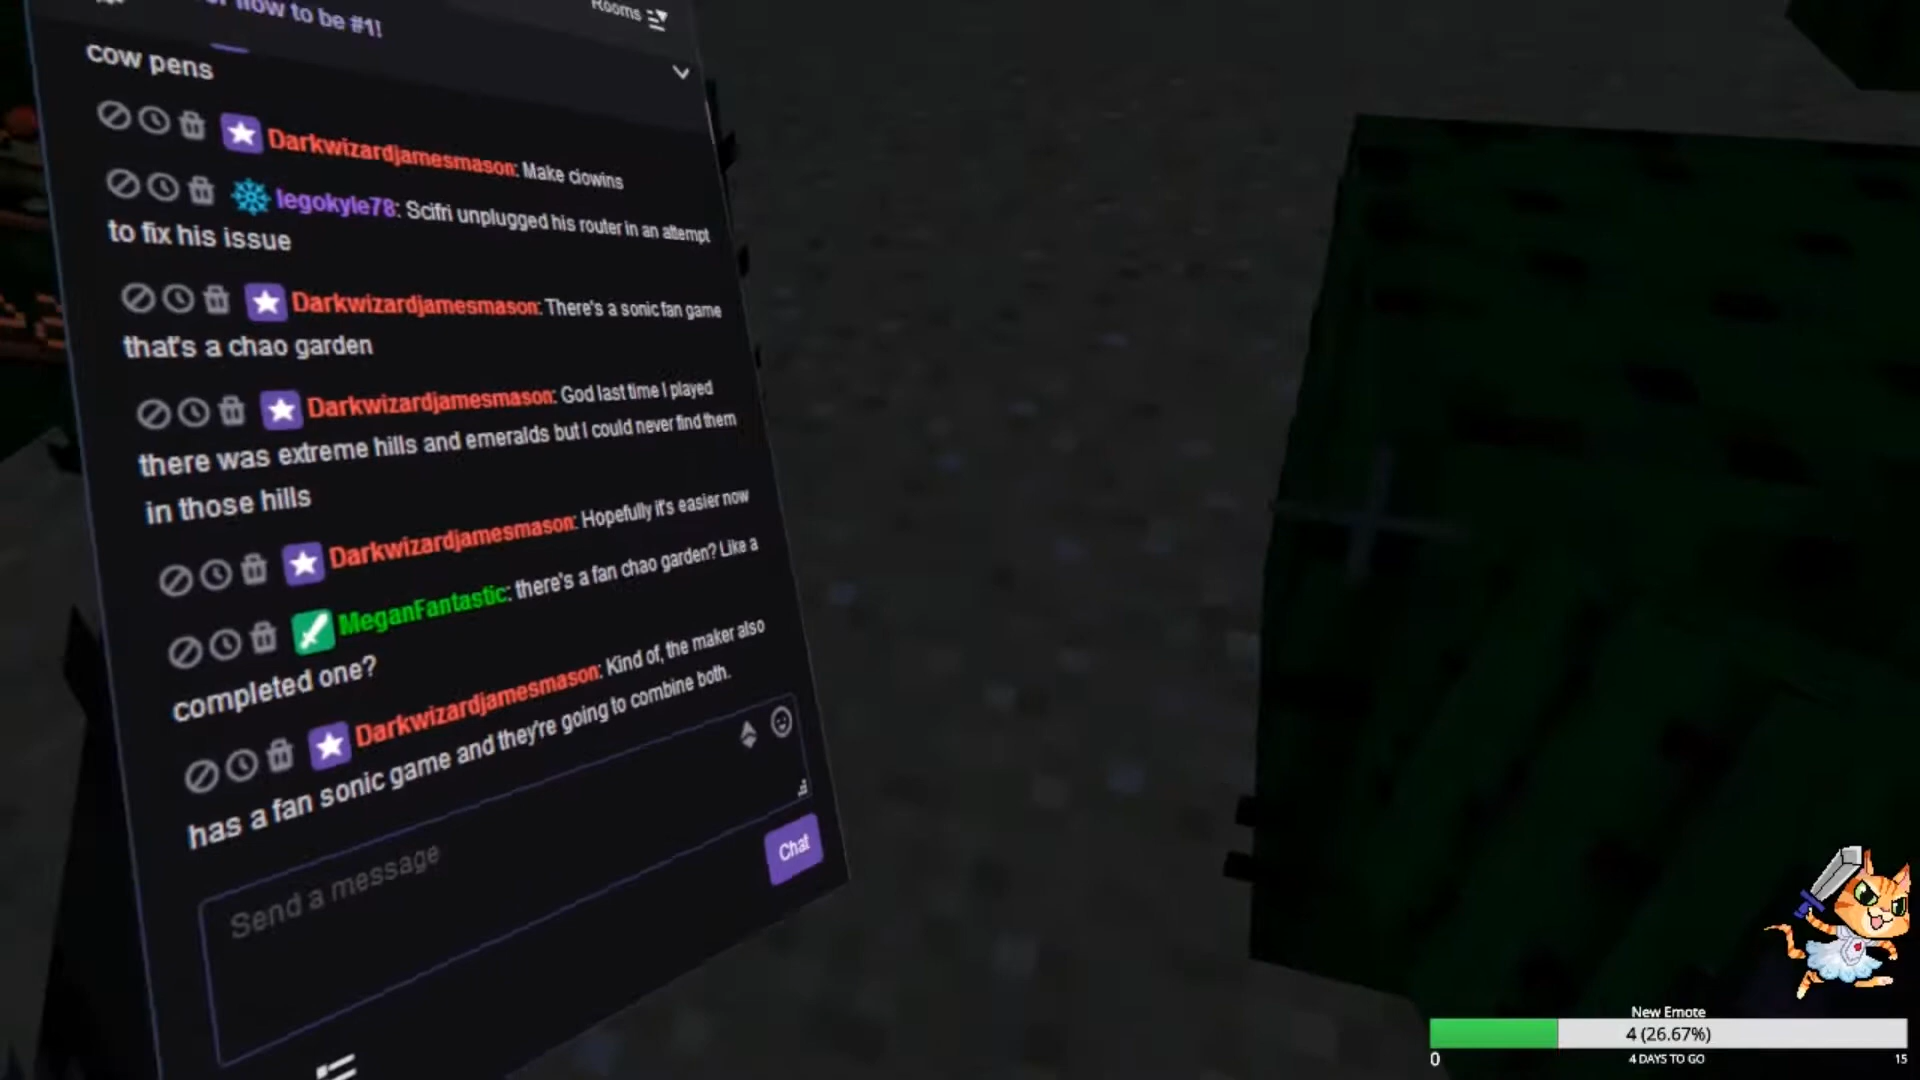 how to be #1!
Rooms
cow pens
Darkwizardjamesmason: Make clowins
legokyle78: Scifri unplugged his router in an attempt
to fix his issue
Darkwizardjamesmason: There's a sonic fan game
that's a chao garden
Darkwizardjamesmason: God last time I played
there was extreme hills and emeralds but I could never find them
in those hills
Darkwizardjamesmason: Hopefully it's easier now
MeganFantastic: there's a fan chao garden? Like a
completed one?
Darkwizardjamesmason: Kind of, the maker also
has a fan sonic game and they're going to combine both.
Send a message
Chat
New Emote
4 (26.67%)
0
4 DAYS TO GO
15